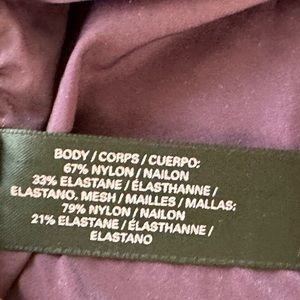 BODY / CORPS / CUERPO:
67% NYLON / NAILON
33% ELASTANE / ÉLASTHANNE /
ELASTANO. MESH / MAILLES / MALLAS:
79% NYLON / NAILON
21% ELASTANE / ÉLASTHANNE /
ELASTANO